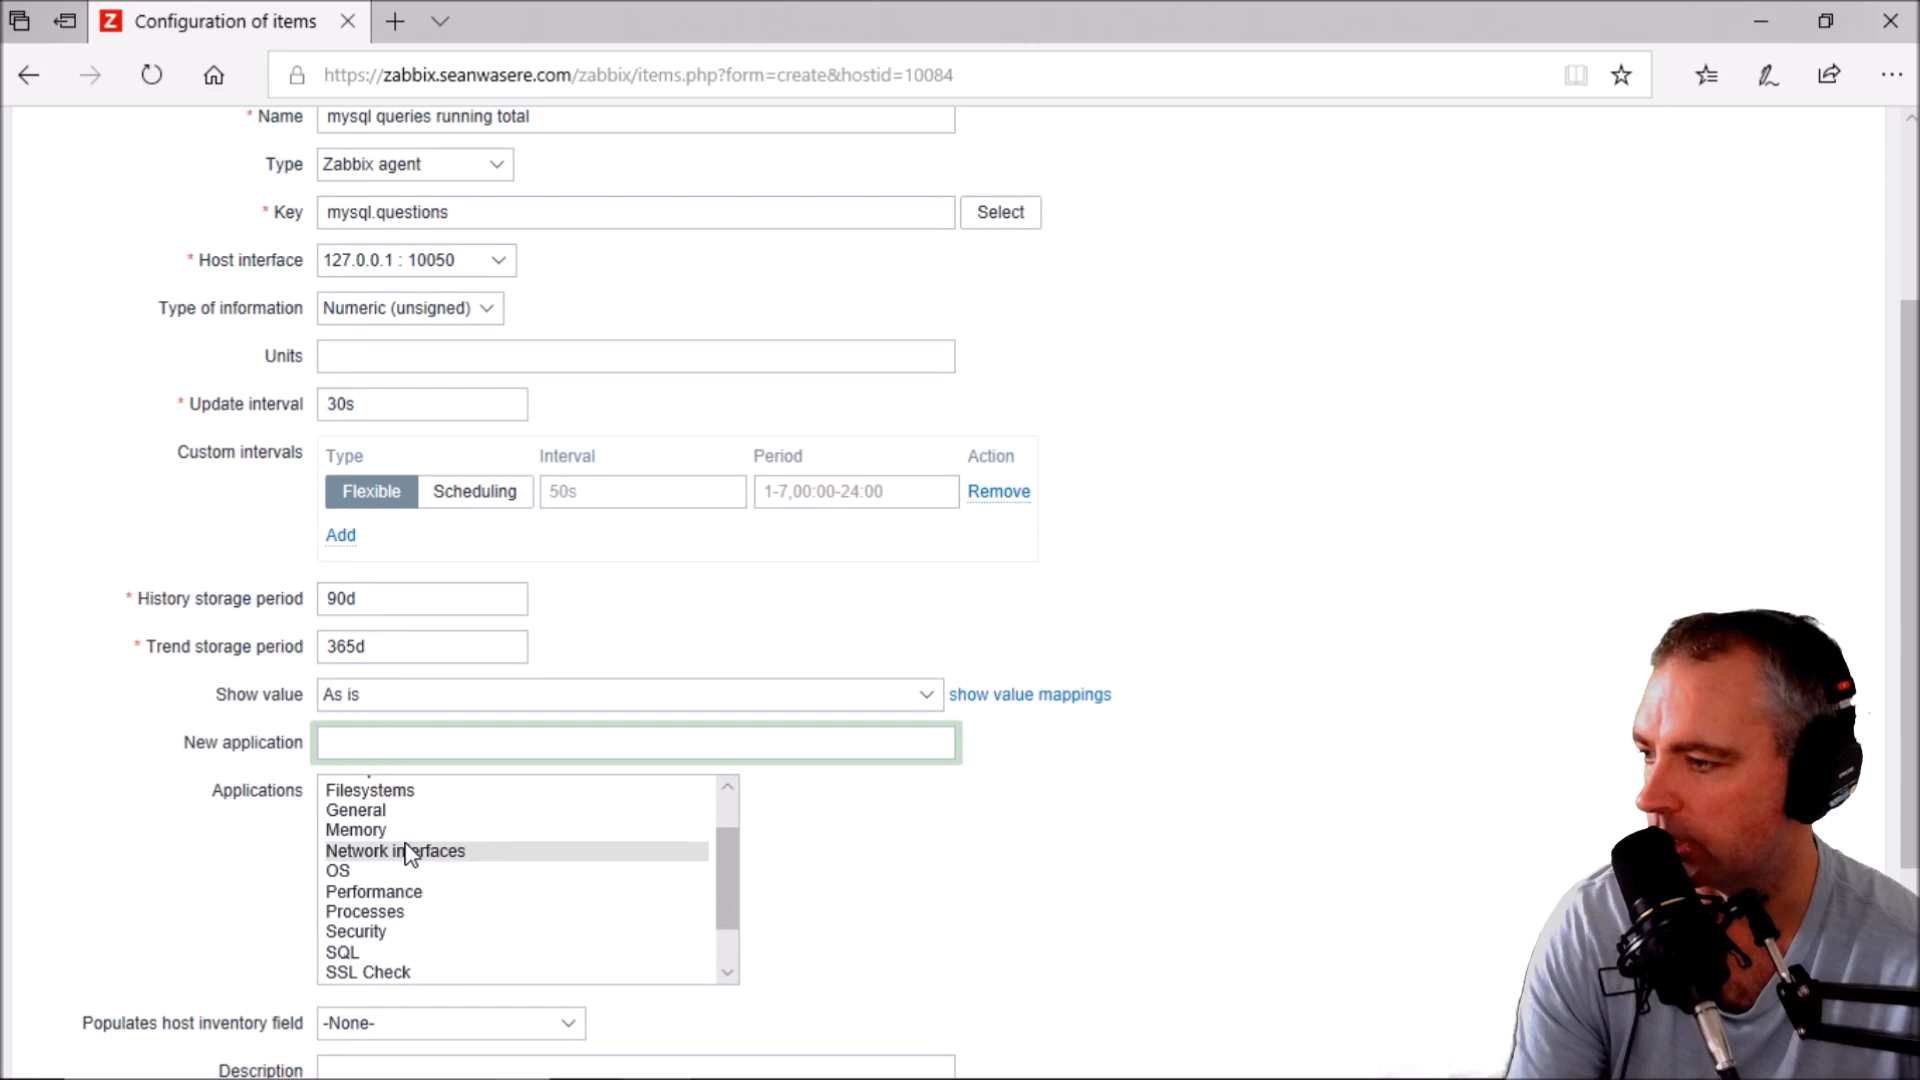 Z Configuration of items
https://zabbix.seanwasere.com/zabbix/items.php?form=create&hostid=10084
* Name mysql queries running total
Type Zabbix agent
* Key mysql.questions Select
* Host interface 127.0.0.1 : 10050
Type of information Numeric (unsigned)
Units
* Update interval 30s
Custom intervals Type Interval Period Action
Flexible Scheduling 50s 1-7,00:00-24:00 Remove
Add
* History storage period 90d
* Trend storage period 365d
Show value As is show value mappings
New application
Applications Filesystems
General
Memory
Network interfaces
OS
Performance
Processes
Security
SQL
SSL Check
Populates host inventory field -None-
Description